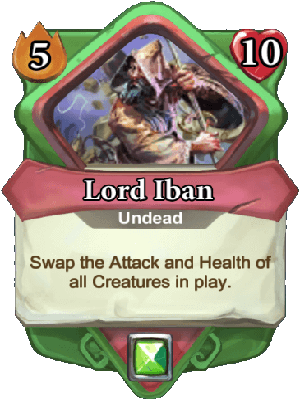 5
10
Lord Iban
Undead
Swap the Attack and Health of
all Creatures in play.